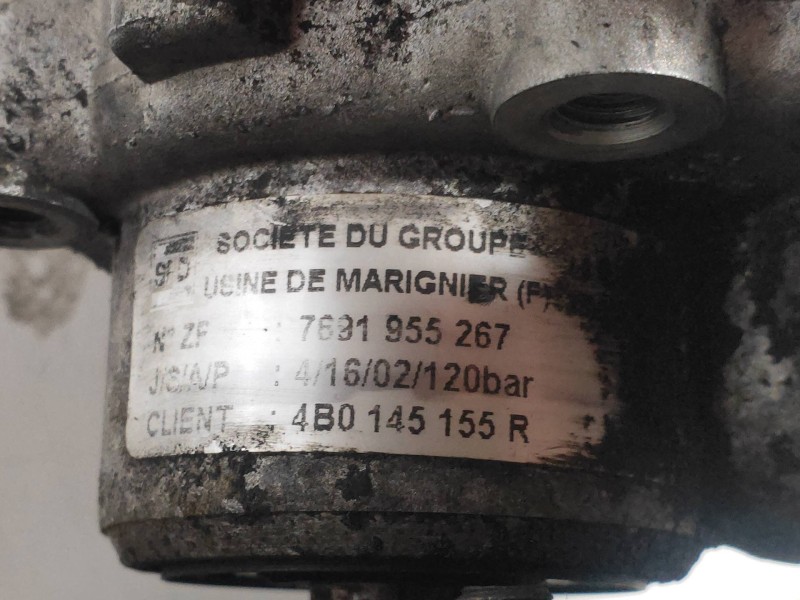 SOCIETE DU GROUPE
USINE DE MARIGNIER (F)
N° ZF : 7691 955 267
J/S/A/P : 4/16/02/120bar
CLIENT : 4B0 145 155 R